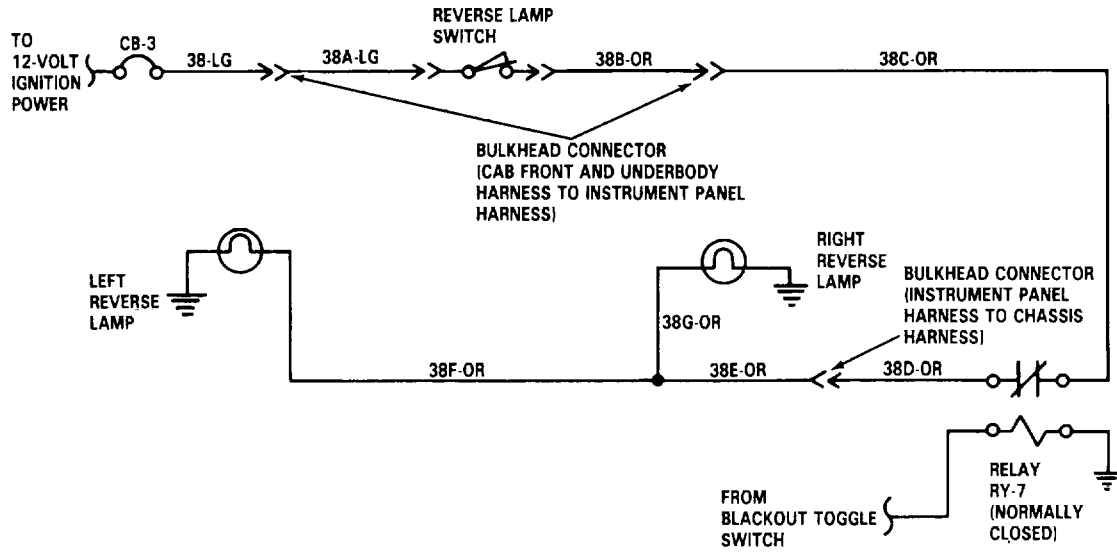 REVERSE LAMP
SWITCH
TO
12-VOLT
IGNITION
POWER
CB-3
38-LG
38A-LG
38B-OR
38C-OR
BULKHEAD CONNECTOR
(CAB FRONT AND UNDERBODY
HARNESS TO INSTRUMENT PANEL
HARNESS)
LEFT
REVERSE
LAMP
RIGHT
REVERSE
LAMP
BULKHEAD CONNECTOR
(INSTRUMENT PANEL
HARNESS TO CHASSIS
HARNESS)
38G-OR
38F-OR
38E-OR
38D-OR
RELAY
RY-7
(NORMALLY
CLOSED)
FROM
BLACKOUT TOGGLE
SWITCH